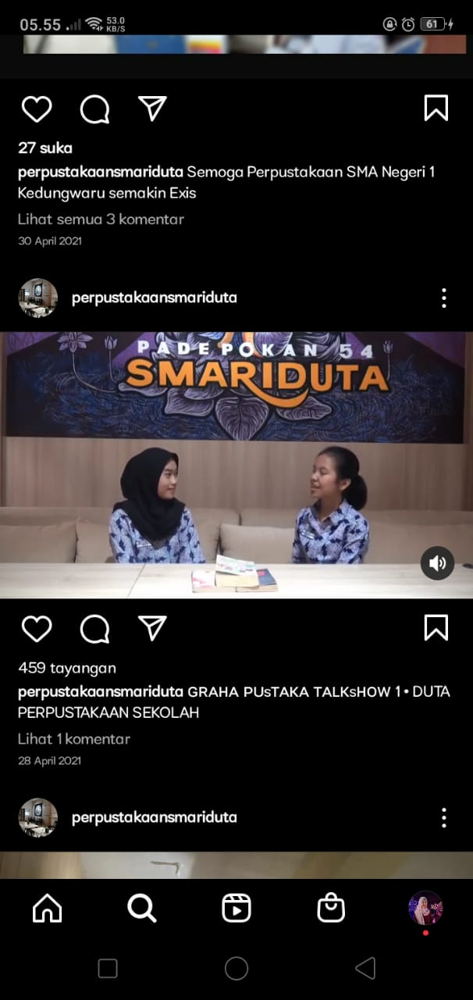 05.55
53.0
KB/S
61
27 suka
perpustakaansmariduta Semoga Perpustakaan SMA Negeri 1
Kedungwaru semakin Exis
Lihat semua 3 komentar
30 April 2021
perpustakaansmariduta
PADEPOKAN 54
SMARIDUTA
459 tayangan
perpustakaansmariduta GRAHA PUsTAKA TALKsHOW 1 • DUTA
PERPUSTAKAAN SEKOLAH
Lihat 1 komentar
28 April 2021
perpustakaansmariduta